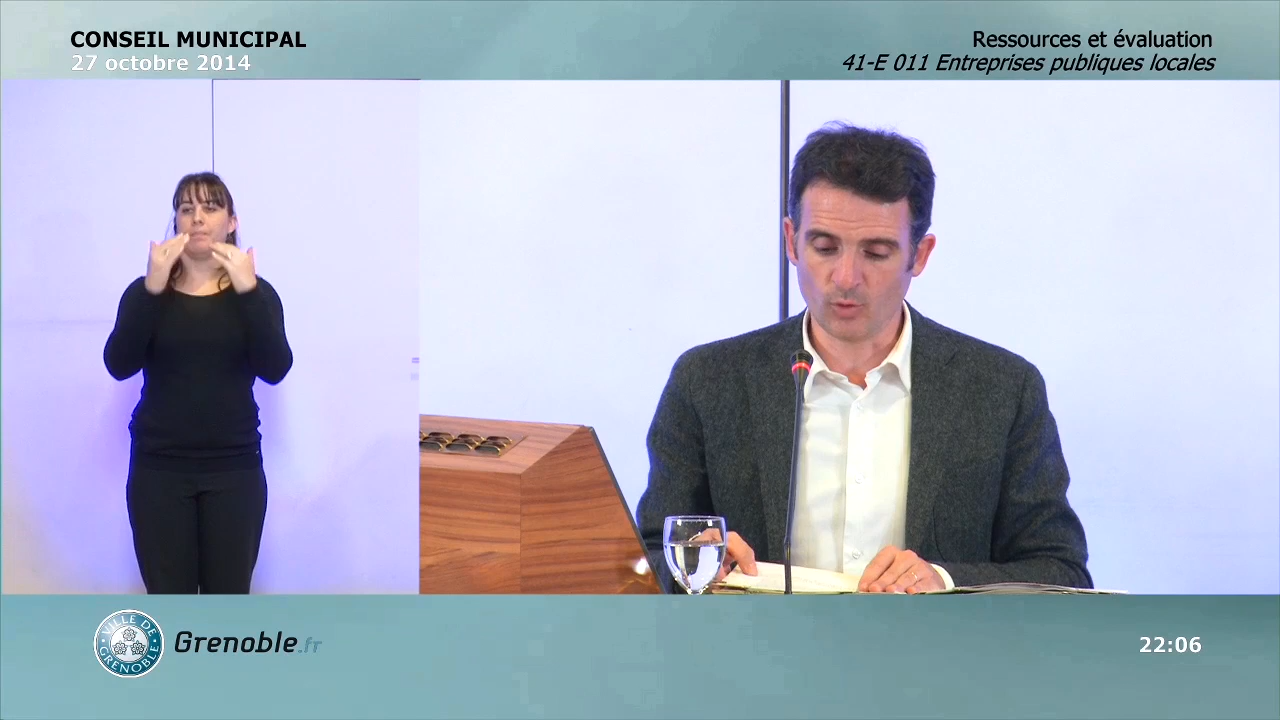 CONSEIL MUNICIPAL
27 octobre 2014
Ressources et évaluation
41-E 011 Entreprises publiques locales
VILLE DE GRENOBLE
Grenoble.fr
22:06